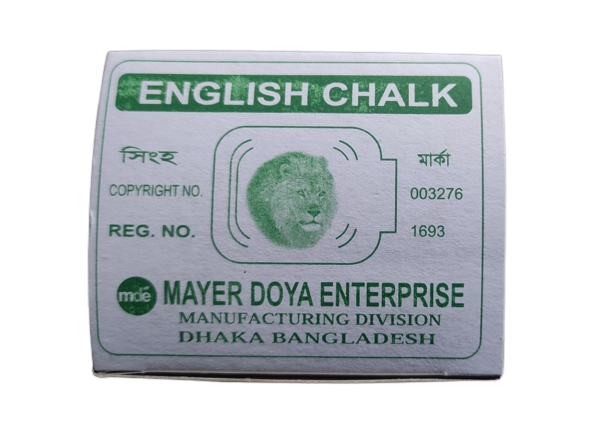 ENGLISH CHALK
সিংহ মার্কা
COPYRIGHT NO. 003276
REG. NO. 1693
mde MAYER DOYA ENTERPRISE
MANUFACTURING DIVISION
DHAKA BANGLADESH